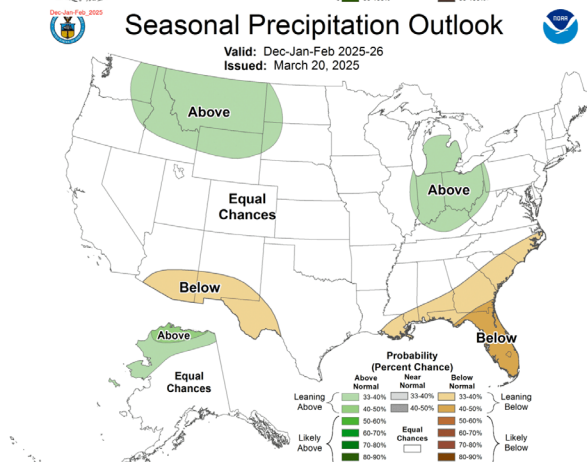 Dec-Jan-Feb_2025
Seasonal Precipitation Outlook
NOAA
Valid: Dec-Jan-Feb 2025-26
Issued: March 20, 2025
Above
Above
Equal
Chances
Below
Below
Above
Equal
Chances
Probability
(Percent Chance)
Above
Normal
Near
Normal
Below
Normal
Leaning
Above
33-40%
33-40%
33-40%
Leaning
Below
40-50%
40-50%
40-50%
Likely
Above
50-60%
60-70%
70-80%
80-90%
Equal
Chances
50-60%
60-70%
70-80%
80-90%
Likely
Below